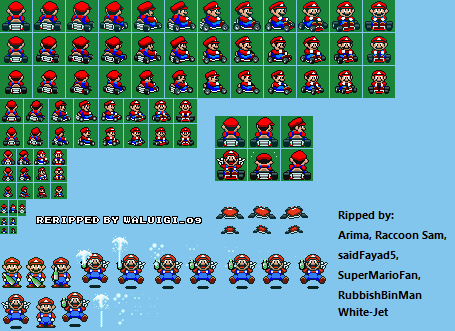 RERIPPED BY WALUIGI_09
Ripped by:
Arima, Raccoon Sam,
saidFayad5,
SuperMarioFan,
RubbishBinMan
White-Jet